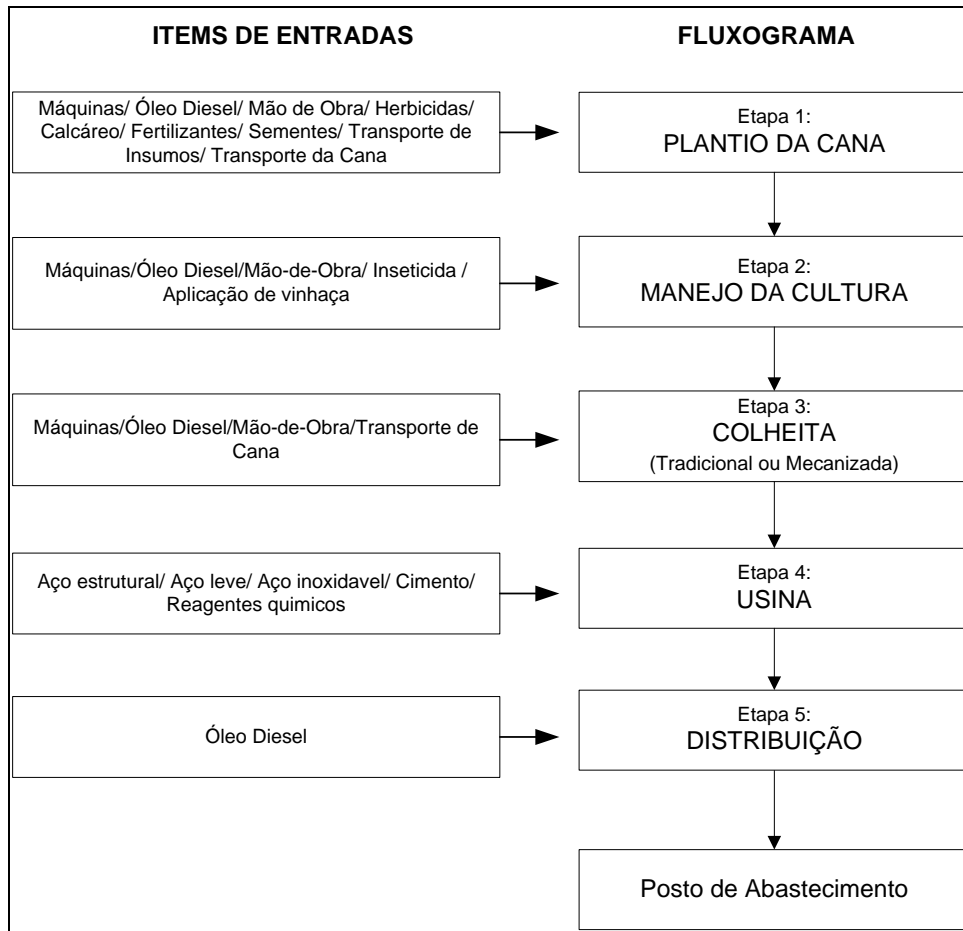 ITEMS DE ENTRADAS
FLUXOGRAMA
Máquinas/ Óleo Diesel/ Mão de Obra/ Herbicidas/
Calcáreo/ Fertilizantes/ Sementes/ Transporte de
Insumos/ Transporte da Cana
Etapa 1:
PLANTIO DA CANA
Máquinas/Óleo Diesel/Mão-de-Obra/ Inseticida /
Aplicação de vinhaça
Etapa 2:
MANEJO DA CULTURA
Máquinas/Óleo Diesel/Mão-de-Obra/Transporte de
Cana
Etapa 3:
COLHEITA
(Tradicional ou Mecanizada)
Aço estrutural/ Aço leve/ Aço inoxidavel/ Cimento/
Reagentes quimicos
Etapa 4:
USINA
Óleo Diesel
Etapa 5:
DISTRIBUIÇÃO
Posto de Abastecimento